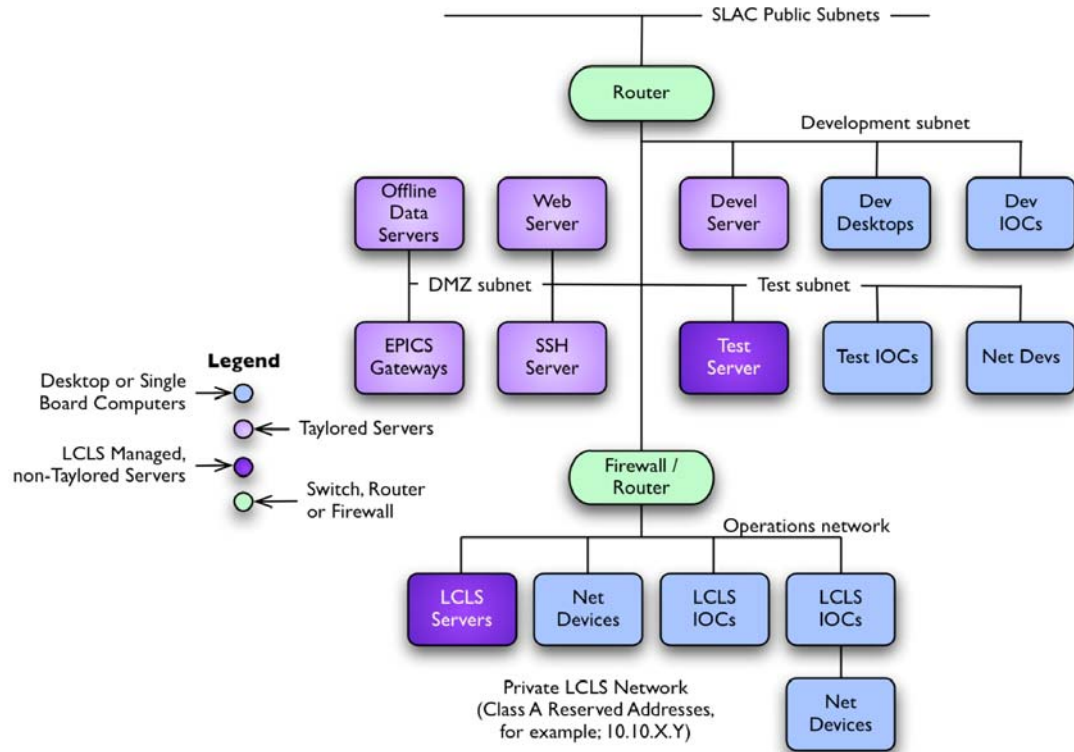 SLAC Public Subnets
Router
Development subnet
Offline
Data
Servers
Web
Server
Devel
Server
Dev
Desktops
Dev
IOCs
DMZ subnet
Test subnet
EPICS
Gateways
SSH
Server
Test
Server
Test IOCs
Net Devs
Legend
Desktop or Single
Board Computers
Taylored Servers
LCLS Managed,
non-Taylored Servers
Switch, Router
or Firewall
Firewall /
Router
Operations network
LCLS
Servers
Net
Devices
LCLS
IOCs
LCLS
IOCs
Net
Devices
Private LCLS Network
(Class A Reserved Addresses,
for example; 10.10.X.Y)